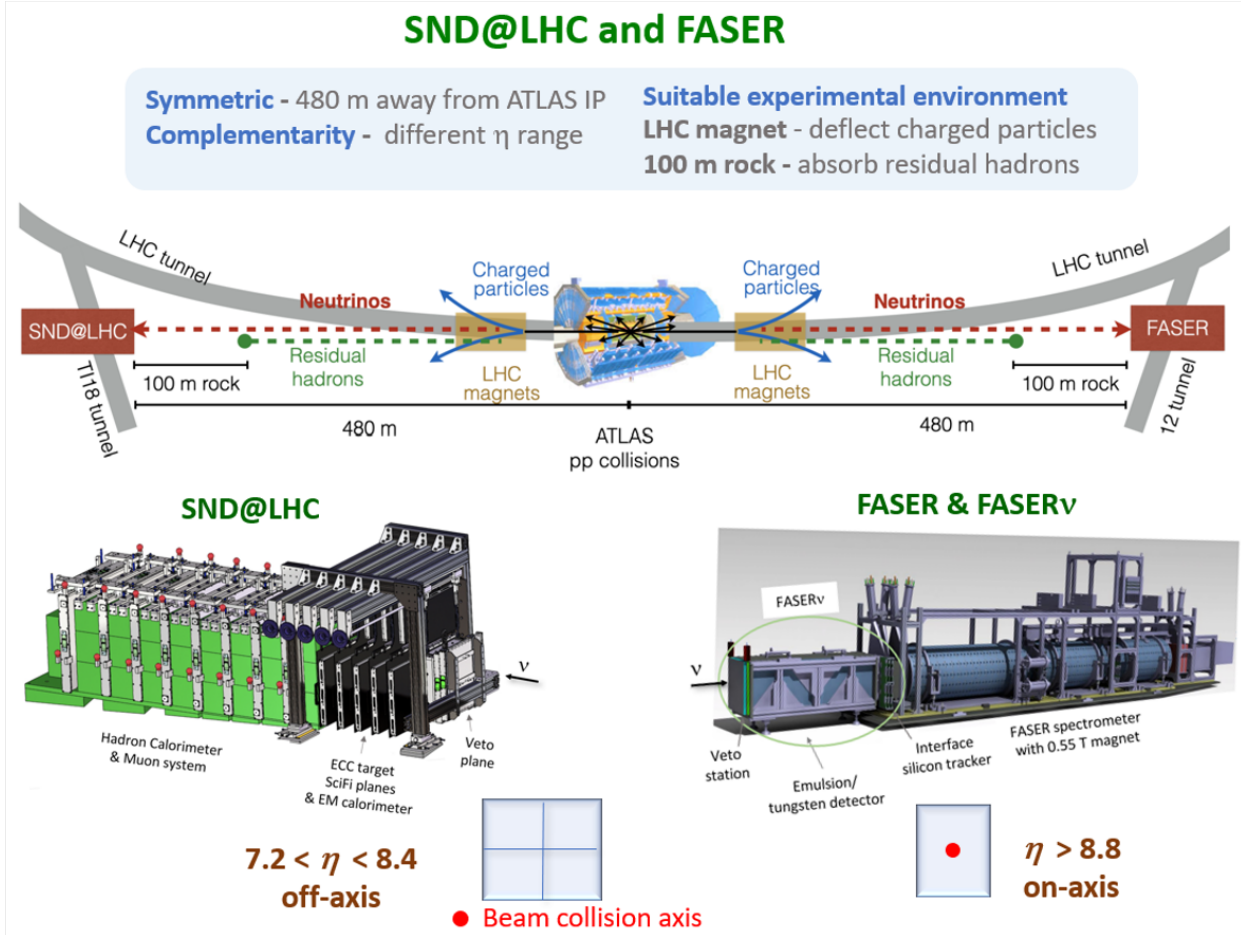 SND@LHC and FASER
Symmetric - 480 m away from ATLAS IP
Complementarity - different η range
Suitable experimental environment
LHC magnet - deflect charged particles
100 m rock - absorb residual hadrons
LHC tunnel
LHC tunnel
Charged
particles
Charged
particles
Neutrinos
Neutrinos
SND@LHC
FASER
Residual
hadrons
Residual
hadrons
100 m rock
LHC
magnets
LHC
magnets
100 m rock
TI18 tunnel
12 tunnel
480 m
480 m
ATLAS
pp collisions
SND@LHC
FASER & FASERν
FASERν
ν
ν
Hadron Calorimeter
& Muon system
ECC target
SciFi planes
& EM calorimeter
Veto
plane
Veto
station
Emulsion/
tungsten detector
Interface
silicon tracker
FASER spectrometer
with 0.55 T magnet
7.2 < η < 8.4
off-axis
η > 8.8
on-axis
Beam collision axis